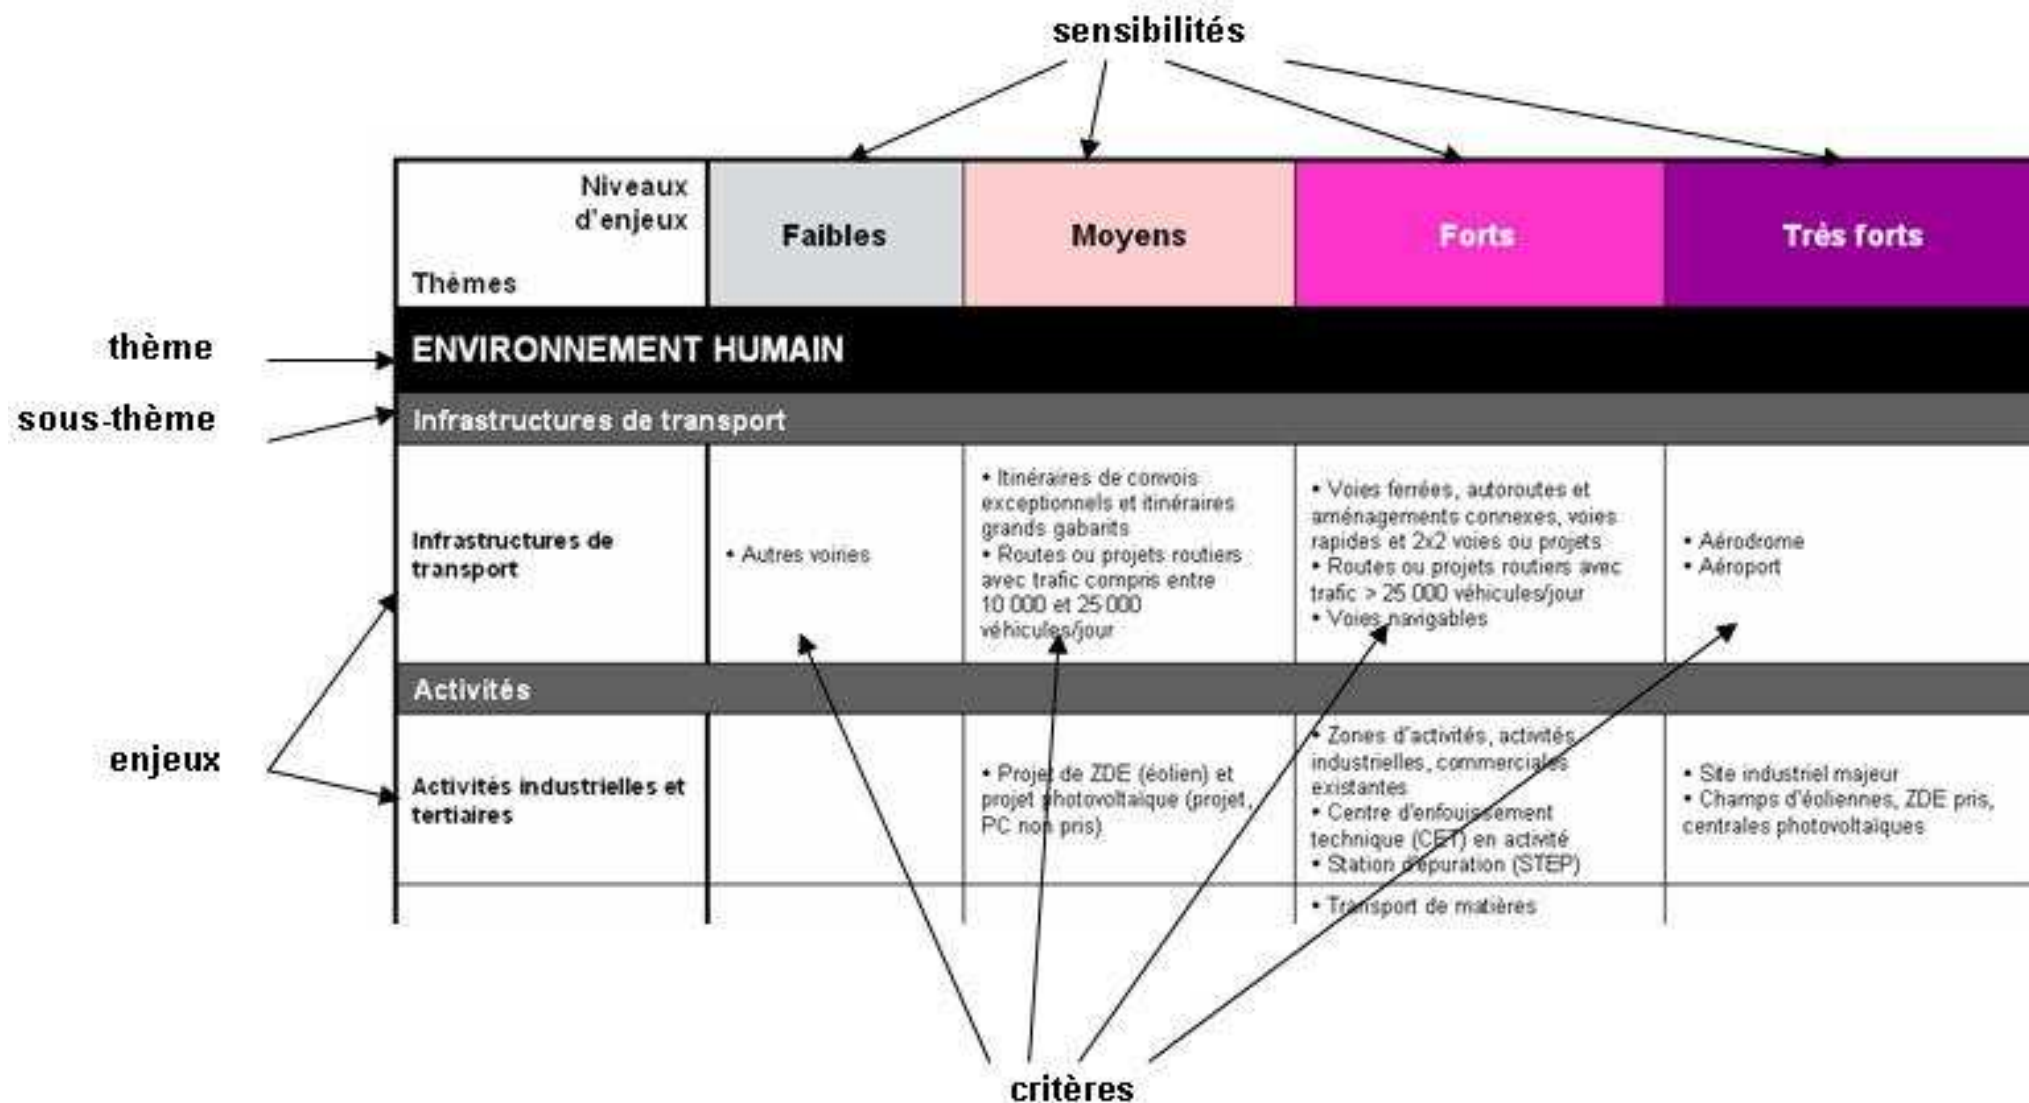 sensibilités
Niveaux
d'enjeux
Thèmes
Faibles
Moyens
Forts
Très forts
thème
ENVIRONNEMENT HUMAIN
sous-thème
Infrastructures de transport
Infrastructures de
transport
• Autres voiries
• Itinéraires de convois
exceptionnels et itinéraires
grands gabarits
• Routes ou projets routiers
avec trafic compris entre
10 000 et 25 000
véhicules/jour
• Voies ferrées, autoroutes et
aménagements connexes, voies
rapides et 2x2 voies ou projets
• Routes ou projets routiers avec
trafic > 25 000 véhicules/jour
• Voies navigables
• Aérodrome
• Aéroport
Activités
enjeux
Activités industrielles et
tertiaires
• Projet de ZDE (éolien) et
projet photovoltaïque (projet,
PC non pris)
• Zones d'activités, activités
industrielles, commerciales
existantes
• Centre d'enfouissement
technique (CET) en activité
• Station d'épuration (STEP)
• Site industriel majeur
• Champs d'éoliennes, ZDE pris,
centrales photovoltaïques
• Transport de matières
critères